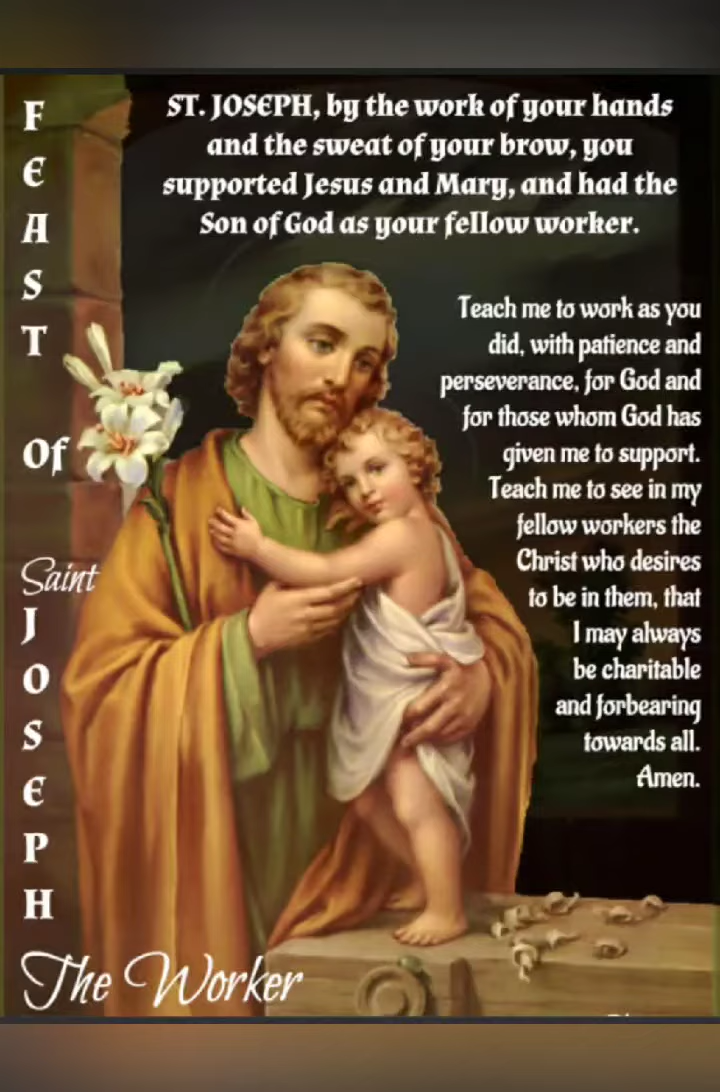 F
E
A
S
T
Of
Saint
J
O
S
E
P
H
The Worker
ST. JOSEPH, by the work of your hands
and the sweat of your brow, you
supported Jesus and Mary, and had the
Son of God as your fellow worker.
Teach me to work as you
did, with patience and
perseverance, for God and
for those whom God has
given me to support.
Teach me to see in my
fellow workers the
Christ who desires
to be in them, that
I may always
be charitable
and forbearing
towards all.
Amen.